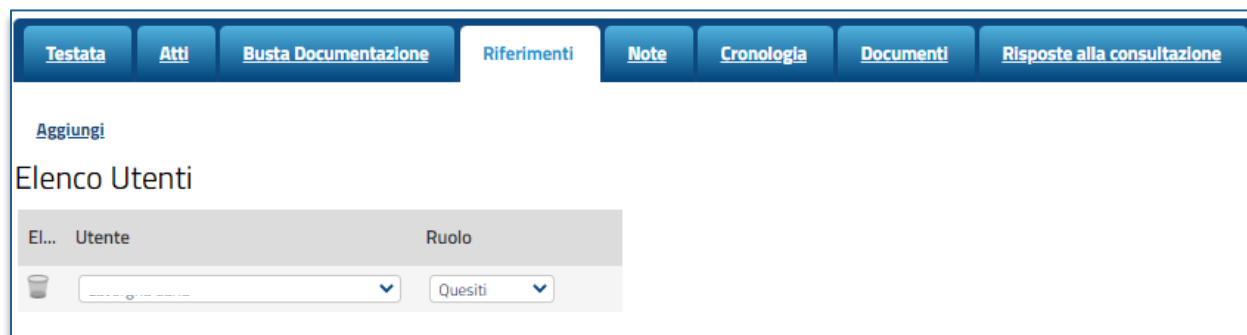 Testata Atti Busta Documentazione Riferimenti Note Cronologia Documenti Risposte alla consultazione
Aggiungi
Elenco Utenti
El... Utente Ruolo
Quesiti